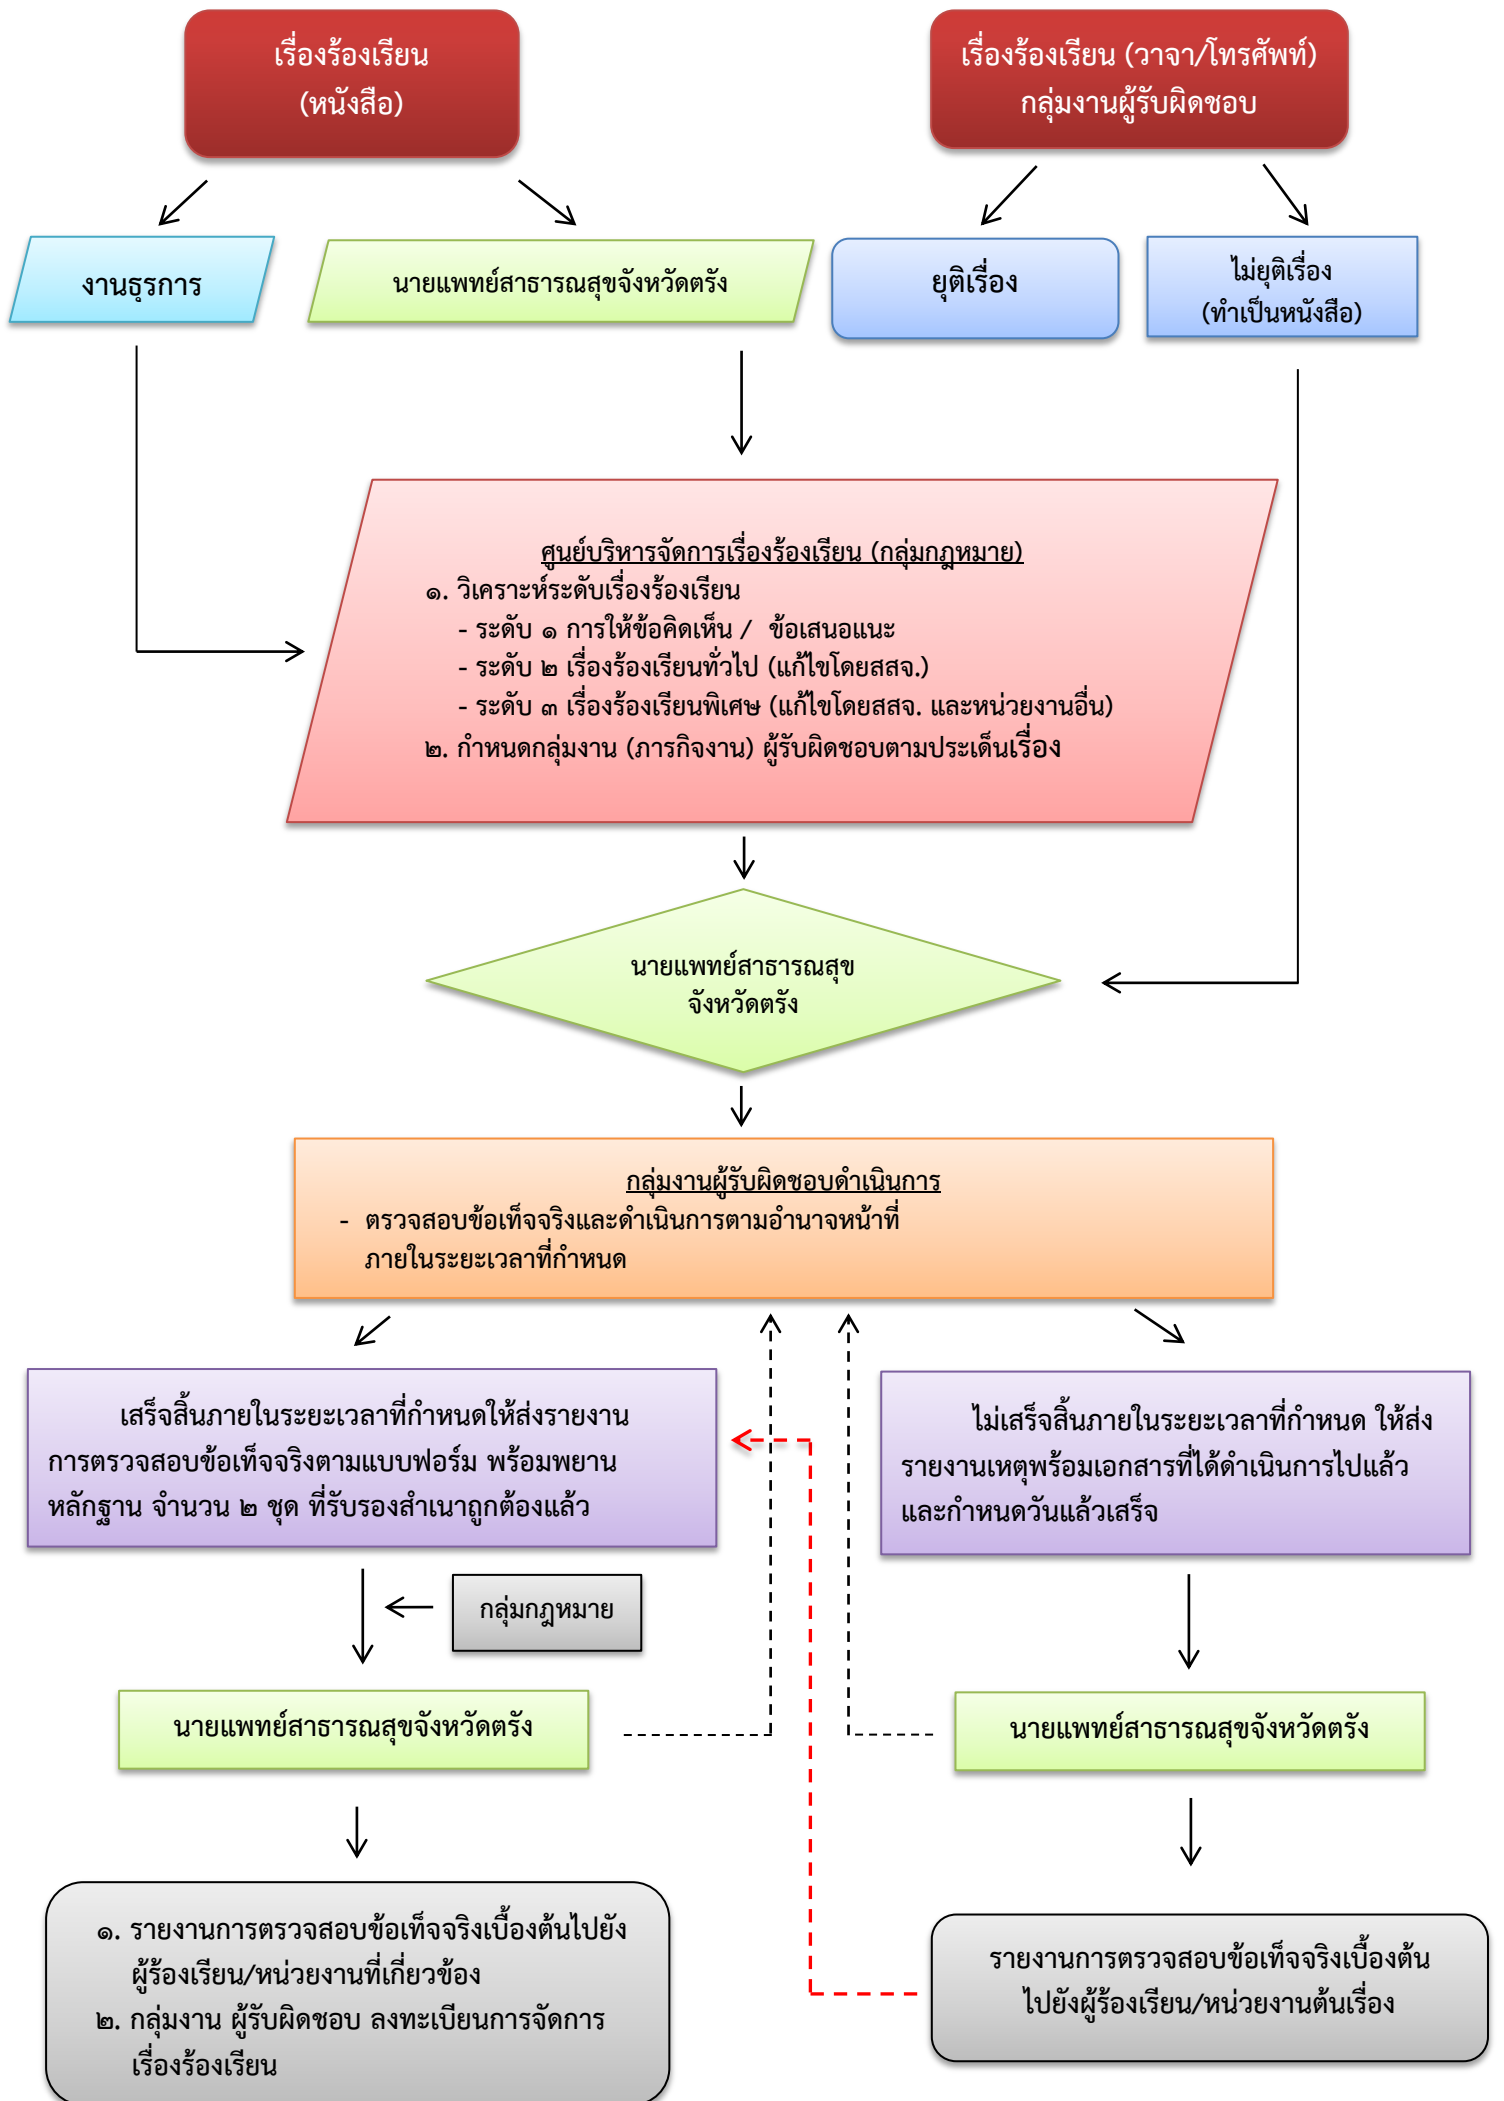 เรื่องร้องเรียน
(หนังสือ)
เรื่องร้องเรียน (วาจา/โทรศัพท์)
กลุ่มงานผู้รับผิดชอบ
งานธุรการ
นายแพทย์สาธารณสุขจังหวัดตรัง
ยุติเรื่อง
ไม่ยุติเรื่อง
(ทำเป็นหนังสือ)
ศูนย์บริหารจัดการเรื่องร้องเรียน (กลุ่มกฎหมาย)
๑. วิเคราะห์ระดับเรื่องร้องเรียน
- ระดับ ๑ การให้ข้อคิดเห็น / ข้อเสนอแนะ
- ระดับ ๒ เรื่องร้องเรียนทั่วไป (แก้ไขโดยสสจ.)
- ระดับ ๓ เรื่องร้องเรียนพิเศษ (แก้ไขโดยสสจ. และหน่วยงานอื่น)
๒. กำหนดกลุ่มงาน (ภารกิจงาน) ผู้รับผิดชอบตามประเด็นเรื่อง
นายแพทย์สาธารณสุข
จังหวัดตรัง
กลุ่มงานผู้รับผิดชอบดำเนินการ
- ตรวจสอบข้อเท็จจริงและดำเนินการตามอำนาจหน้าที่
ภายในระยะเวลาที่กำหนด
เสร็จสิ้นภายในระยะเวลาที่กำหนดให้ส่งรายงาน
การตรวจสอบข้อเท็จจริงตามแบบฟอร์ม พร้อมพยาน
หลักฐาน จำนวน ๒ ชุด ที่รับรองสำเนาถูกต้องแล้ว
ไม่เสร็จสิ้นภายในระยะเวลาที่กำหนด ให้ส่ง
รายงานเหตุพร้อมเอกสารที่ได้ดำเนินการไปแล้ว
และกำหนดวันแล้วเสร็จ
กลุ่มกฎหมาย
นายแพทย์สาธารณสุขจังหวัดตรัง
นายแพทย์สาธารณสุขจังหวัดตรัง
๑. รายงานการตรวจสอบข้อเท็จจริงเบื้องต้นไปยัง
ผู้ร้องเรียน/หน่วยงานที่เกี่ยวข้อง
๒. กลุ่มงาน ผู้รับผิดชอบ ลงทะเบียนการจัดการ
เรื่องร้องเรียน
รายงานการตรวจสอบข้อเท็จจริงเบื้องต้น
ไปยังผู้ร้องเรียน/หน่วยงานต้นเรื่อง